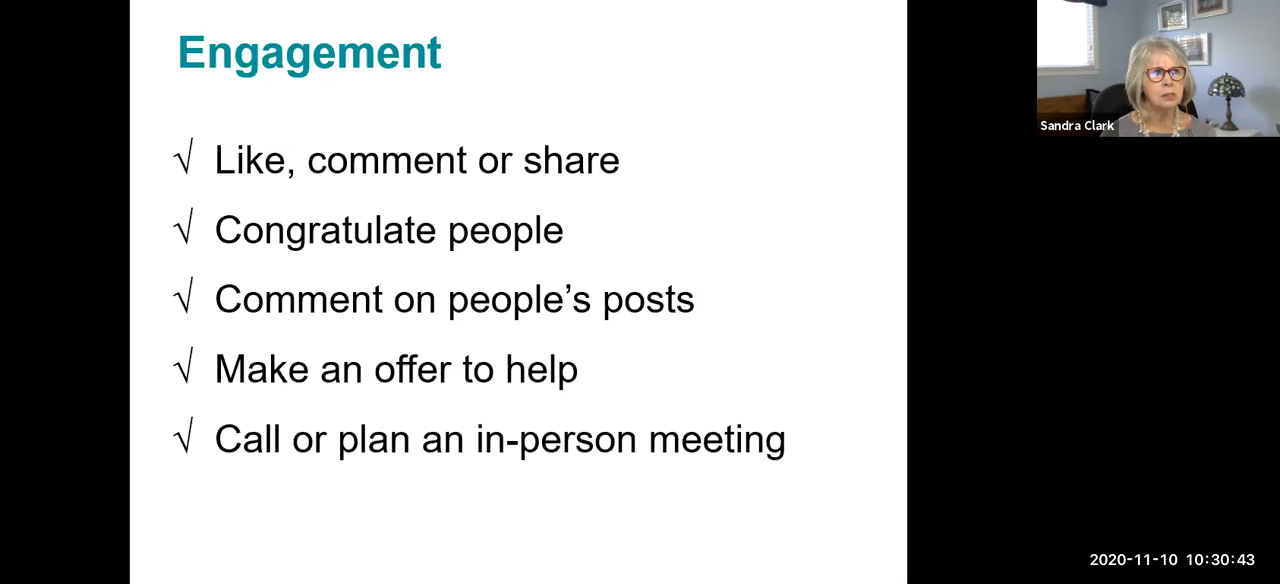 Engagement
√ Like, comment or share
√ Congratulate people
√ Comment on people’s posts
√ Make an offer to help
√ Call or plan an in-person meeting
Sandra Clark
2020-11-10 10:30:43